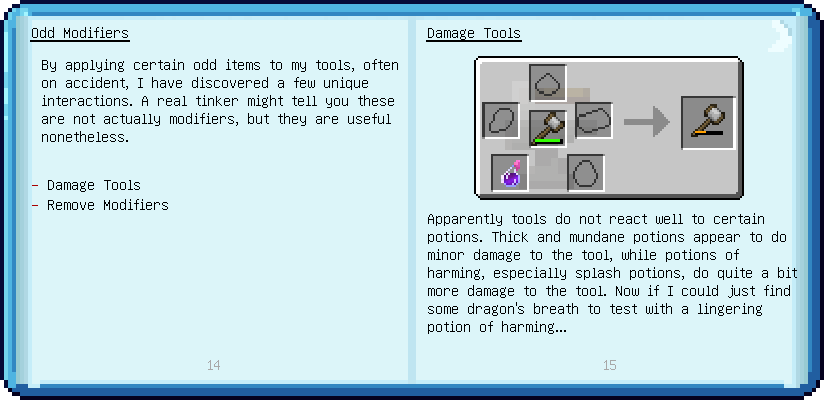 Odd Modifiers
By applying certain odd items to my tools, often
on accident, I have discovered a few unique
interactions. A real tinker might tell you these
are not actually modifiers, but they are useful
nonetheless.
- Damage Tools
- Remove Modifiers
14
Damage Tools
Apparently tools do not react well to certain
potions. Thick and mundane potions appear to do
minor damage to the tool, while potions of
harming, especially splash potions, do quite a bit
more damage to the tool. Now if I could just find
some dragon's breath to test with a lingering
potion of harming...
15